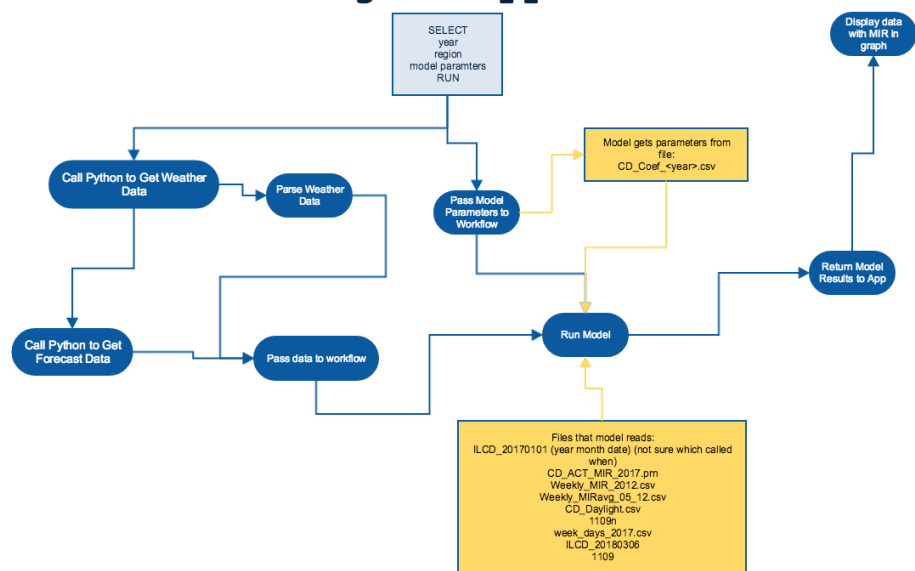 SELECT
year
region
model paramters
RUN
Display data
with MIR in
graph
Model gets parameters from
file:
CD_Coef_<year>.csv
Call Python to Get Weather
Data
Parse Weather
Data
Pass Model
Parameters to
Workflow
Return Model
Results to App
Call Python to Get
Forecast Data
Pass data to workflow
Run Model
Files that model reads:
ILCD_20170101 (year month date) (not sure which called
when)
CD_ACT_MIR_2017.prn
Weekly_MIR_2012.csv
Weekly_MIRavg_05_12.csv
CD_Daylight.csv
1109n
week_days_2017.csv
ILCD_20180306
1109